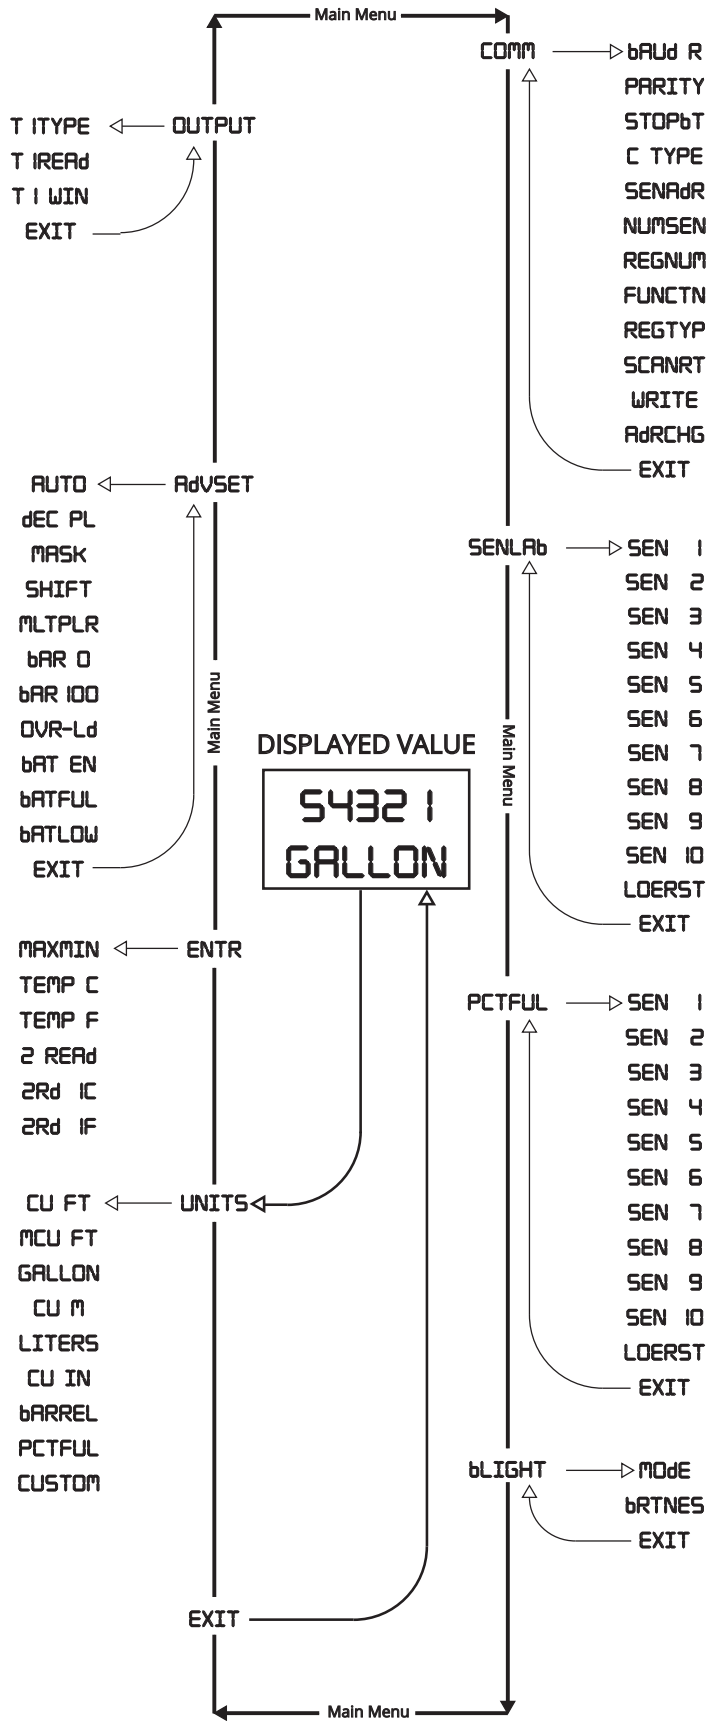 Main Menu
OUTPUT
T 1TYPE
T 1READ
T 1 WIN
EXIT
AdVSET
AUTO
dEC PL
MASK
SHIFT
MLTPLR
bAR 0
bAR 100
OVR-Ld
bAT EN
bATFUL
bATLOW
EXIT
Main Menu
ENTR
MAXMIN
TEMP C
TEMP F
2 READ
2Rd 1C
2Rd 1F
UNITS
CU FT
MCU FT
GALLON
CU M
LITERS
CU IN
bARREL
PCTFUL
CUSTOM
EXIT
DISPLAYED VALUE
54321
GALLON
COMM
bAUd R
PARITY
STOPbT
C TYPE
SENAdR
NUMSEN
REGNUM
FUNCTN
REGTYP
SCANRT
WRITE
AdRCHG
EXIT
SENLAb
SEN 1
SEN 2
SEN 3
SEN 4
SEN 5
SEN 6
SEN 7
SEN 8
SEN 9
SEN 10
LOERST
EXIT
Main Menu
PCTFUL
SEN 1
SEN 2
SEN 3
SEN 4
SEN 5
SEN 6
SEN 7
SEN 8
SEN 9
SEN 10
LOERST
EXIT
bLIGHT
MOdE
bRTNES
EXIT
Main Menu